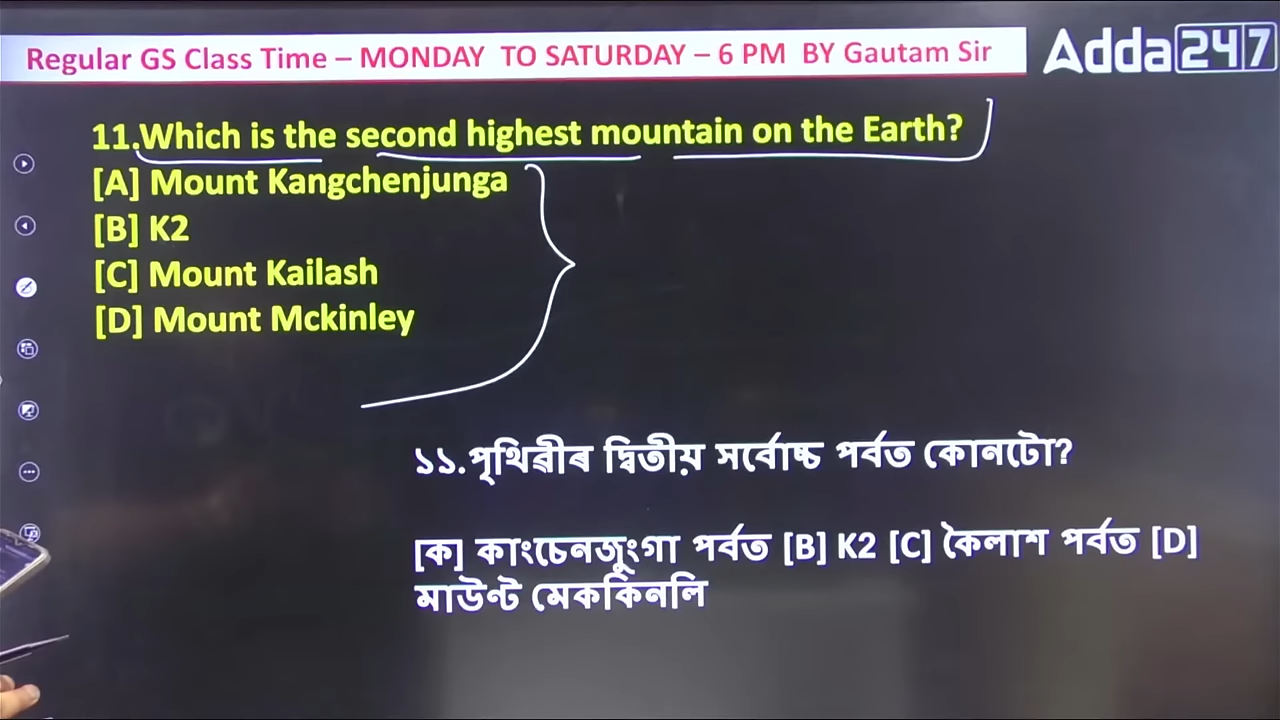 Regular GS Class Time – MONDAY TO SATURDAY – 6 PM BY Gautam Sir
Adda247
11.Which is the second highest mountain on the Earth?
[A] Mount Kangchenjunga
[B] K2
[C] Mount Kailash
[D] Mount Mckinley
১১.পৃথিৱীৰ দ্বিতীয় সৰ্বোচ্চ পৰ্বত কোনটো?
[ক] কাংচেনজুংগা পৰ্বত [B] K2 [C] কৈলাশ পৰ্বত [D]
মাউণ্ট মেককিনলি